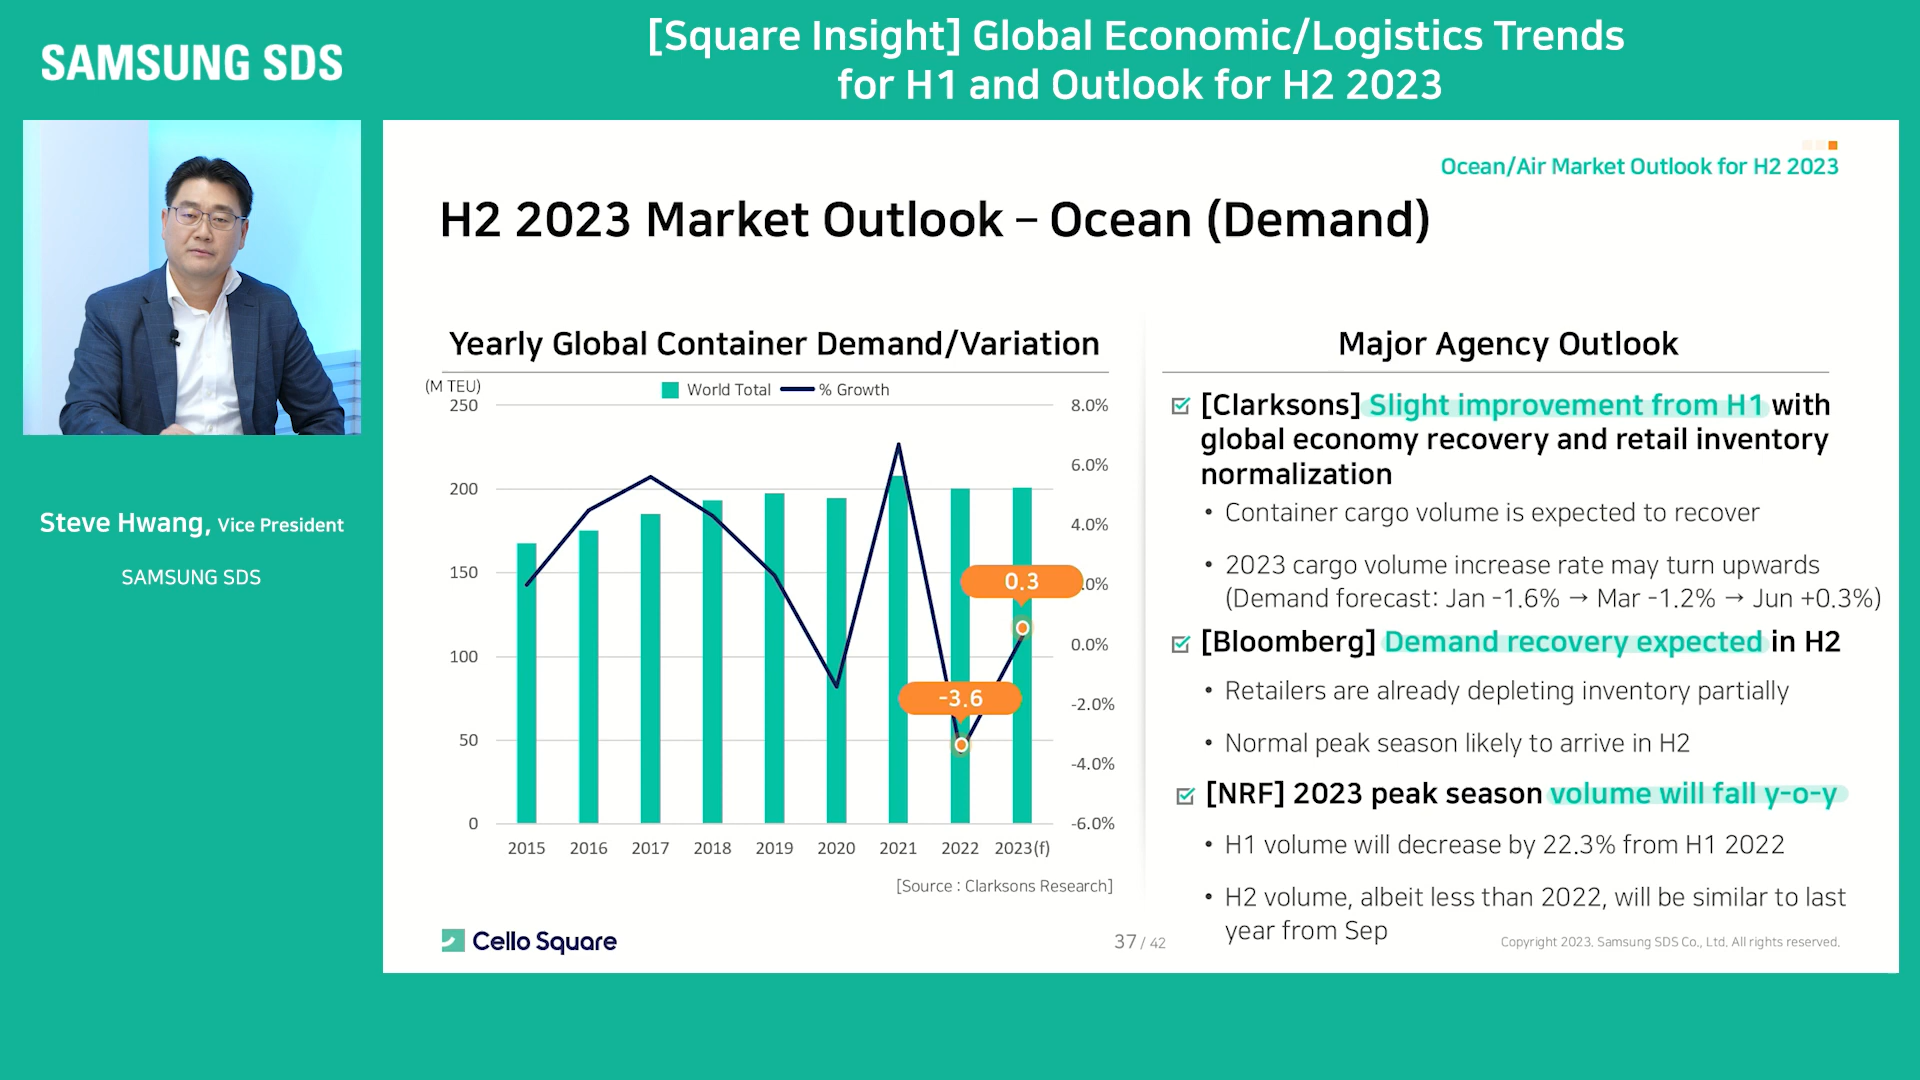 SAMSUNG SDS
[Square Insight] Global Economic/Logistics Trends
for H1 and Outlook for H2 2023
Steve Hwang, Vice President
SAMSUNG SDS
Ocean/Air Market Outlook for H2 2023
H2 2023 Market Outlook – Ocean (Demand)
Yearly Global Container Demand/Variation
(M TEU)
World Total
% Growth
250
200
150
100
50
0
8.0%
6.0%
4.0%
.0%
0.0%
-2.0%
-4.0%
-6.0%
0.3
-3.6
2015 2016 2017 2018 2019 2020 2021 2022 2023(f)
[Source : Clarksons Research]
Major Agency Outlook
[Clarksons] Slight improvement from H1 with
global economy recovery and retail inventory
normalization
• Container cargo volume is expected to recover
• 2023 cargo volume increase rate may turn upwards
(Demand forecast: Jan -1.6% → Mar -1.2% → Jun +0.3%)
[Bloomberg] Demand recovery expected in H2
• Retailers are already depleting inventory partially
• Normal peak season likely to arrive in H2
[NRF] 2023 peak season volume will fall y-o-y
• H1 volume will decrease by 22.3% from H1 2022
• H2 volume, albeit less than 2022, will be similar to last
year from Sep
Cello Square
37 / 42
Copyright 2023. Samsung SDS Co., Ltd. All rights reserved.